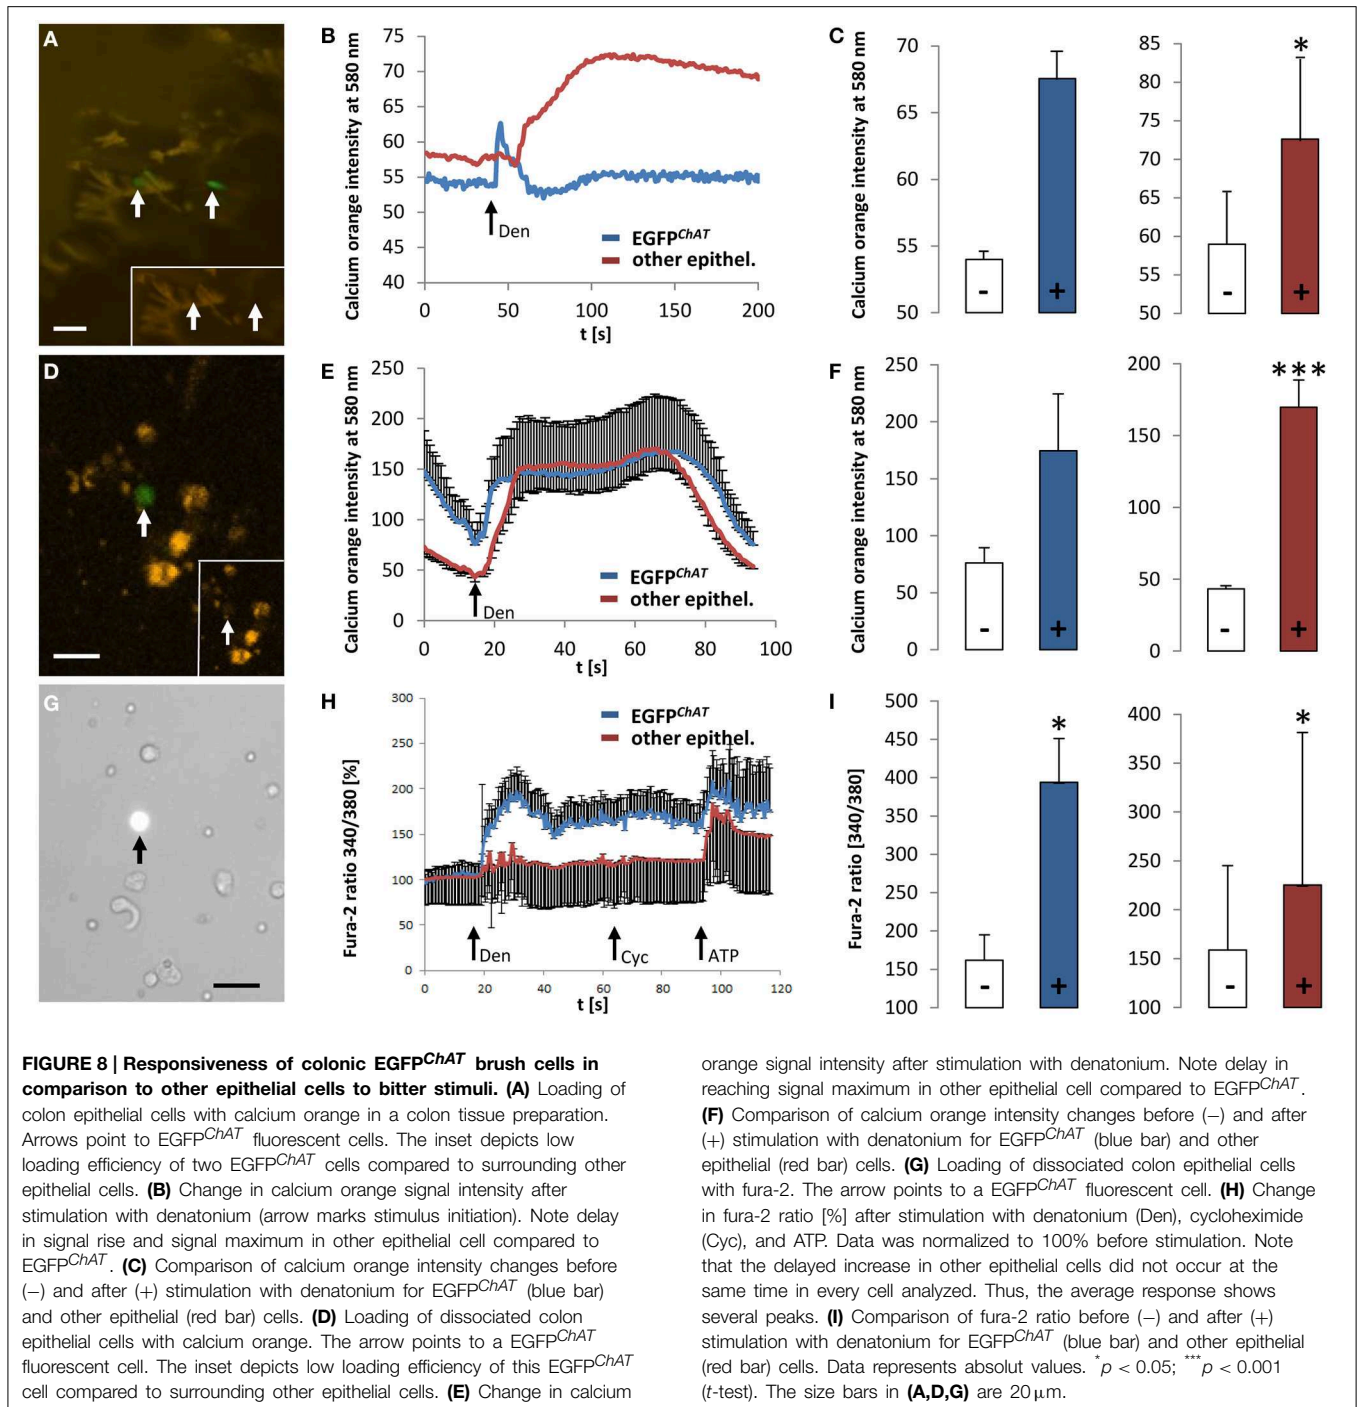 A
B
Calcium orange intensity at 580 nm
75
70
65
60
55
50
45
40
Den
EGFPChAT
other epithel.
0
50
100
150
200
t [s]
C
Calcium orange intensity at 580 nm
70
65
60
55
50
-
+
85
80
75
70
65
60
55
50
*
-
+
D
E
Calcium orange intensity at 580 nm
250
200
150
100
50
0
Den
EGFPChAT
other epithel.
0
20
40
60
80
100
t [s]
F
Calcium orange intensity at 580 nm
250
200
150
100
50
0
-
+
200
150
100
50
0
***
-
+
G
H
Fura-2 ratio 340/380 [%]
300
250
200
150
100
50
0
EGFPChAT
other epithel.
Den
Cyc
ATP
0
20
40
60
80
100
120
t [s]
I
Fura-2 ratio [340/380]
500
450
400
350
300
250
200
150
100
*
-
+
400
350
300
250
200
150
100
*
-
+
FIGURE 8 | Responsiveness of colonic EGFPChAT brush cells in
comparison to other epithelial cells to bitter stimuli. (A) Loading of
colon epithelial cells with calcium orange in a colon tissue preparation.
Arrows point to EGFPChAT fluorescent cells. The inset depicts low
loading efficiency of two EGFPChAT cells compared to surrounding other
epithelial cells. (B) Change in calcium orange signal intensity after
stimulation with denatonium (arrow marks stimulus initiation). Note delay
in signal rise and signal maximum in other epithelial cell compared to
EGFPChAT. (C) Comparison of calcium orange intensity changes before
(−) and after (+) stimulation with denatonium for EGFPChAT (blue bar)
and other epithelial (red bar) cells. (D) Loading of dissociated colon
epithelial cells with calcium orange. The arrow points to a EGFPChAT
fluorescent cell. The inset depicts low loading efficiency of this EGFPChAT
cell compared to surrounding other epithelial cells. (E) Change in calcium
orange signal intensity after stimulation with denatonium. Note delay in
reaching signal maximum in other epithelial cell compared to EGFPChAT.
(F) Comparison of calcium orange intensity changes before (−) and after
(+) stimulation with denatonium for EGFPChAT (blue bar) and other
epithelial (red bar) cells. (G) Loading of dissociated colon epithelial cells
with fura-2. The arrow points to a EGFPChAT fluorescent cell. (H) Change
in fura-2 ratio [%] after stimulation with denatonium (Den), cycloheximide
(Cyc), and ATP. Data was normalized to 100% before stimulation. Note
that the delayed increase in other epithelial cells did not occur at the
same time in every cell analyzed. Thus, the average response shows
several peaks. (I) Comparison of fura-2 ratio before (−) and after (+)
stimulation with denatonium for EGFPChAT (blue bar) and other epithelial
(red bar) cells. Data represents absolut values. *p < 0.05; ***p < 0.001
(t-test). The size bars in (A,D,G) are 20 μm.